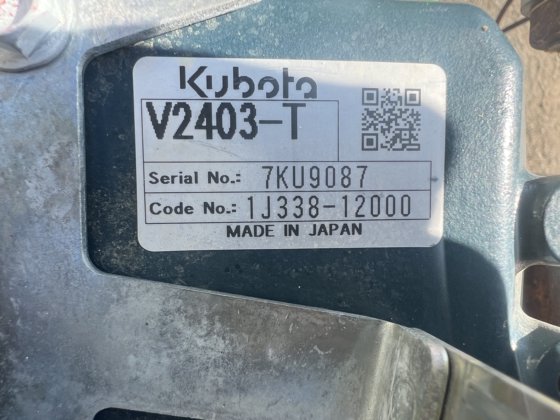 Kubota
V2403-T
Serial No.: 7KU9087
Code No.: 1J338-12000
MADE IN JAPAN